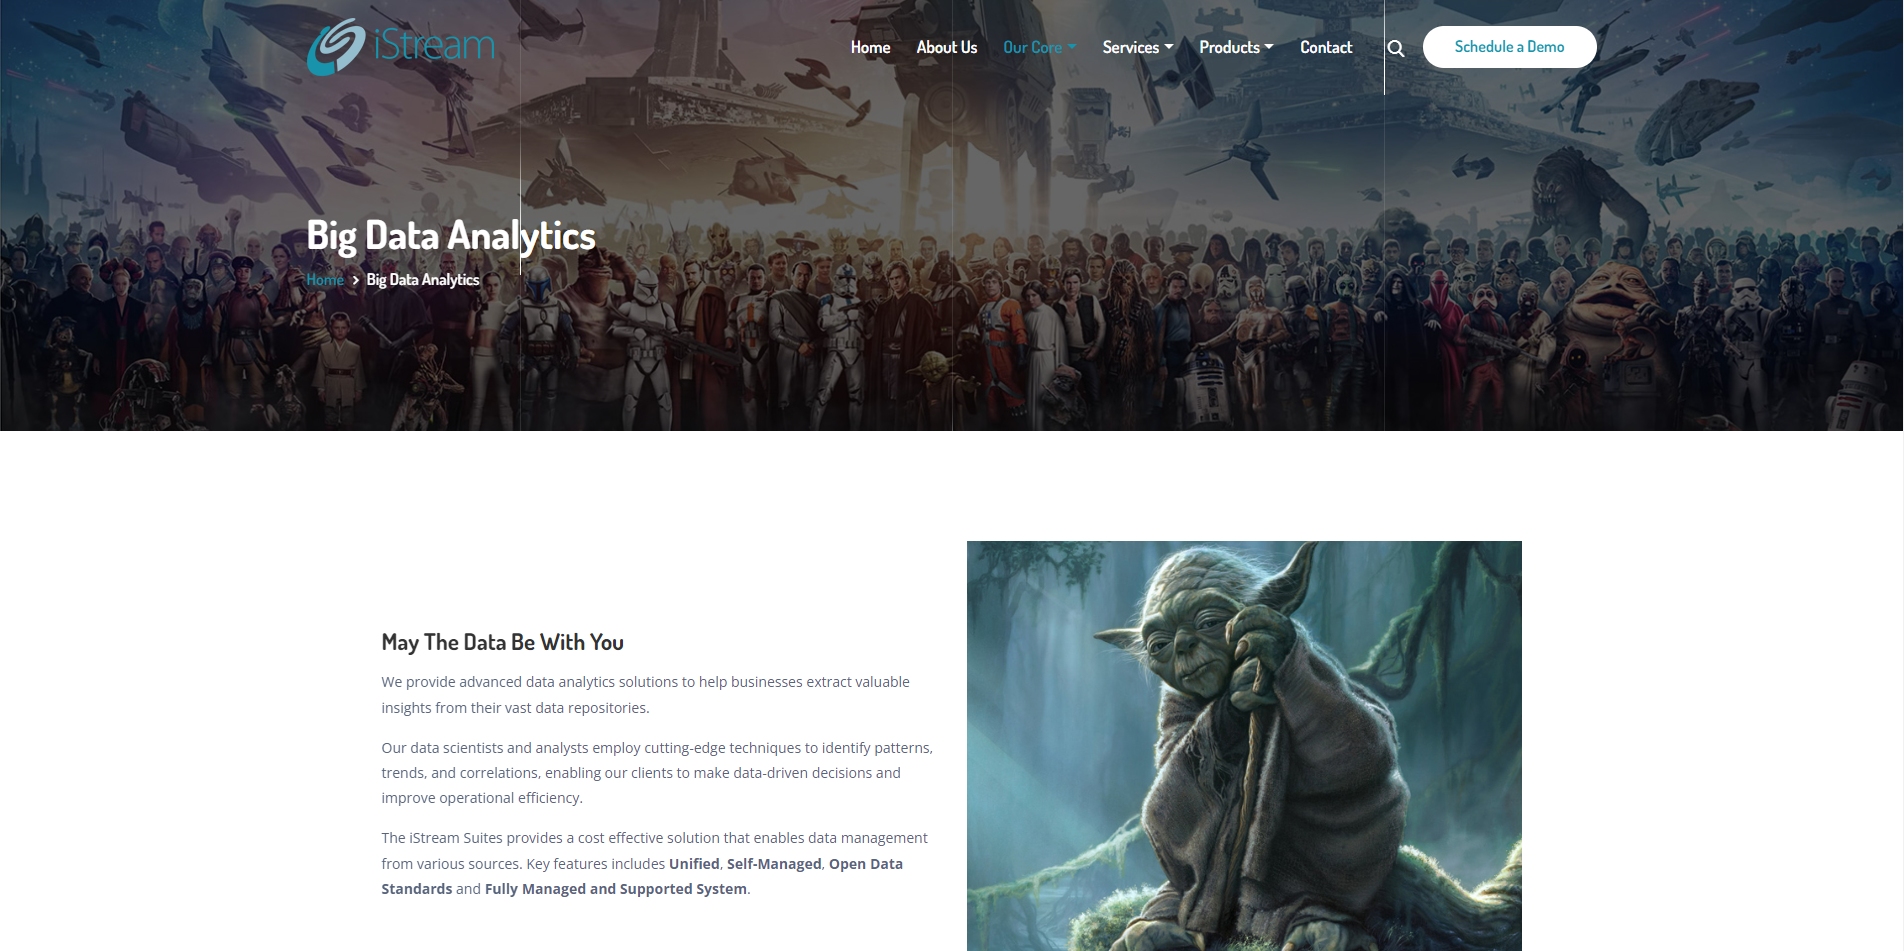 iStream
Home
About Us
Our Core
Services
Products
Contact
Schedule a Demo
Big Data Analytics
Home
Big Data Analytics
May The Data Be With You
We provide advanced data analytics solutions to help businesses extract valuable
insights from their vast data repositories.
Our data scientists and analysts employ cutting-edge techniques to identify patterns,
trends, and correlations, enabling our clients to make data-driven decisions and
improve operational efficiency.
The iStream Suites provides a cost effective solution that enables data management
from various sources. Key features includes Unified, Self-Managed, Open Data
Standards and Fully Managed and Supported System.